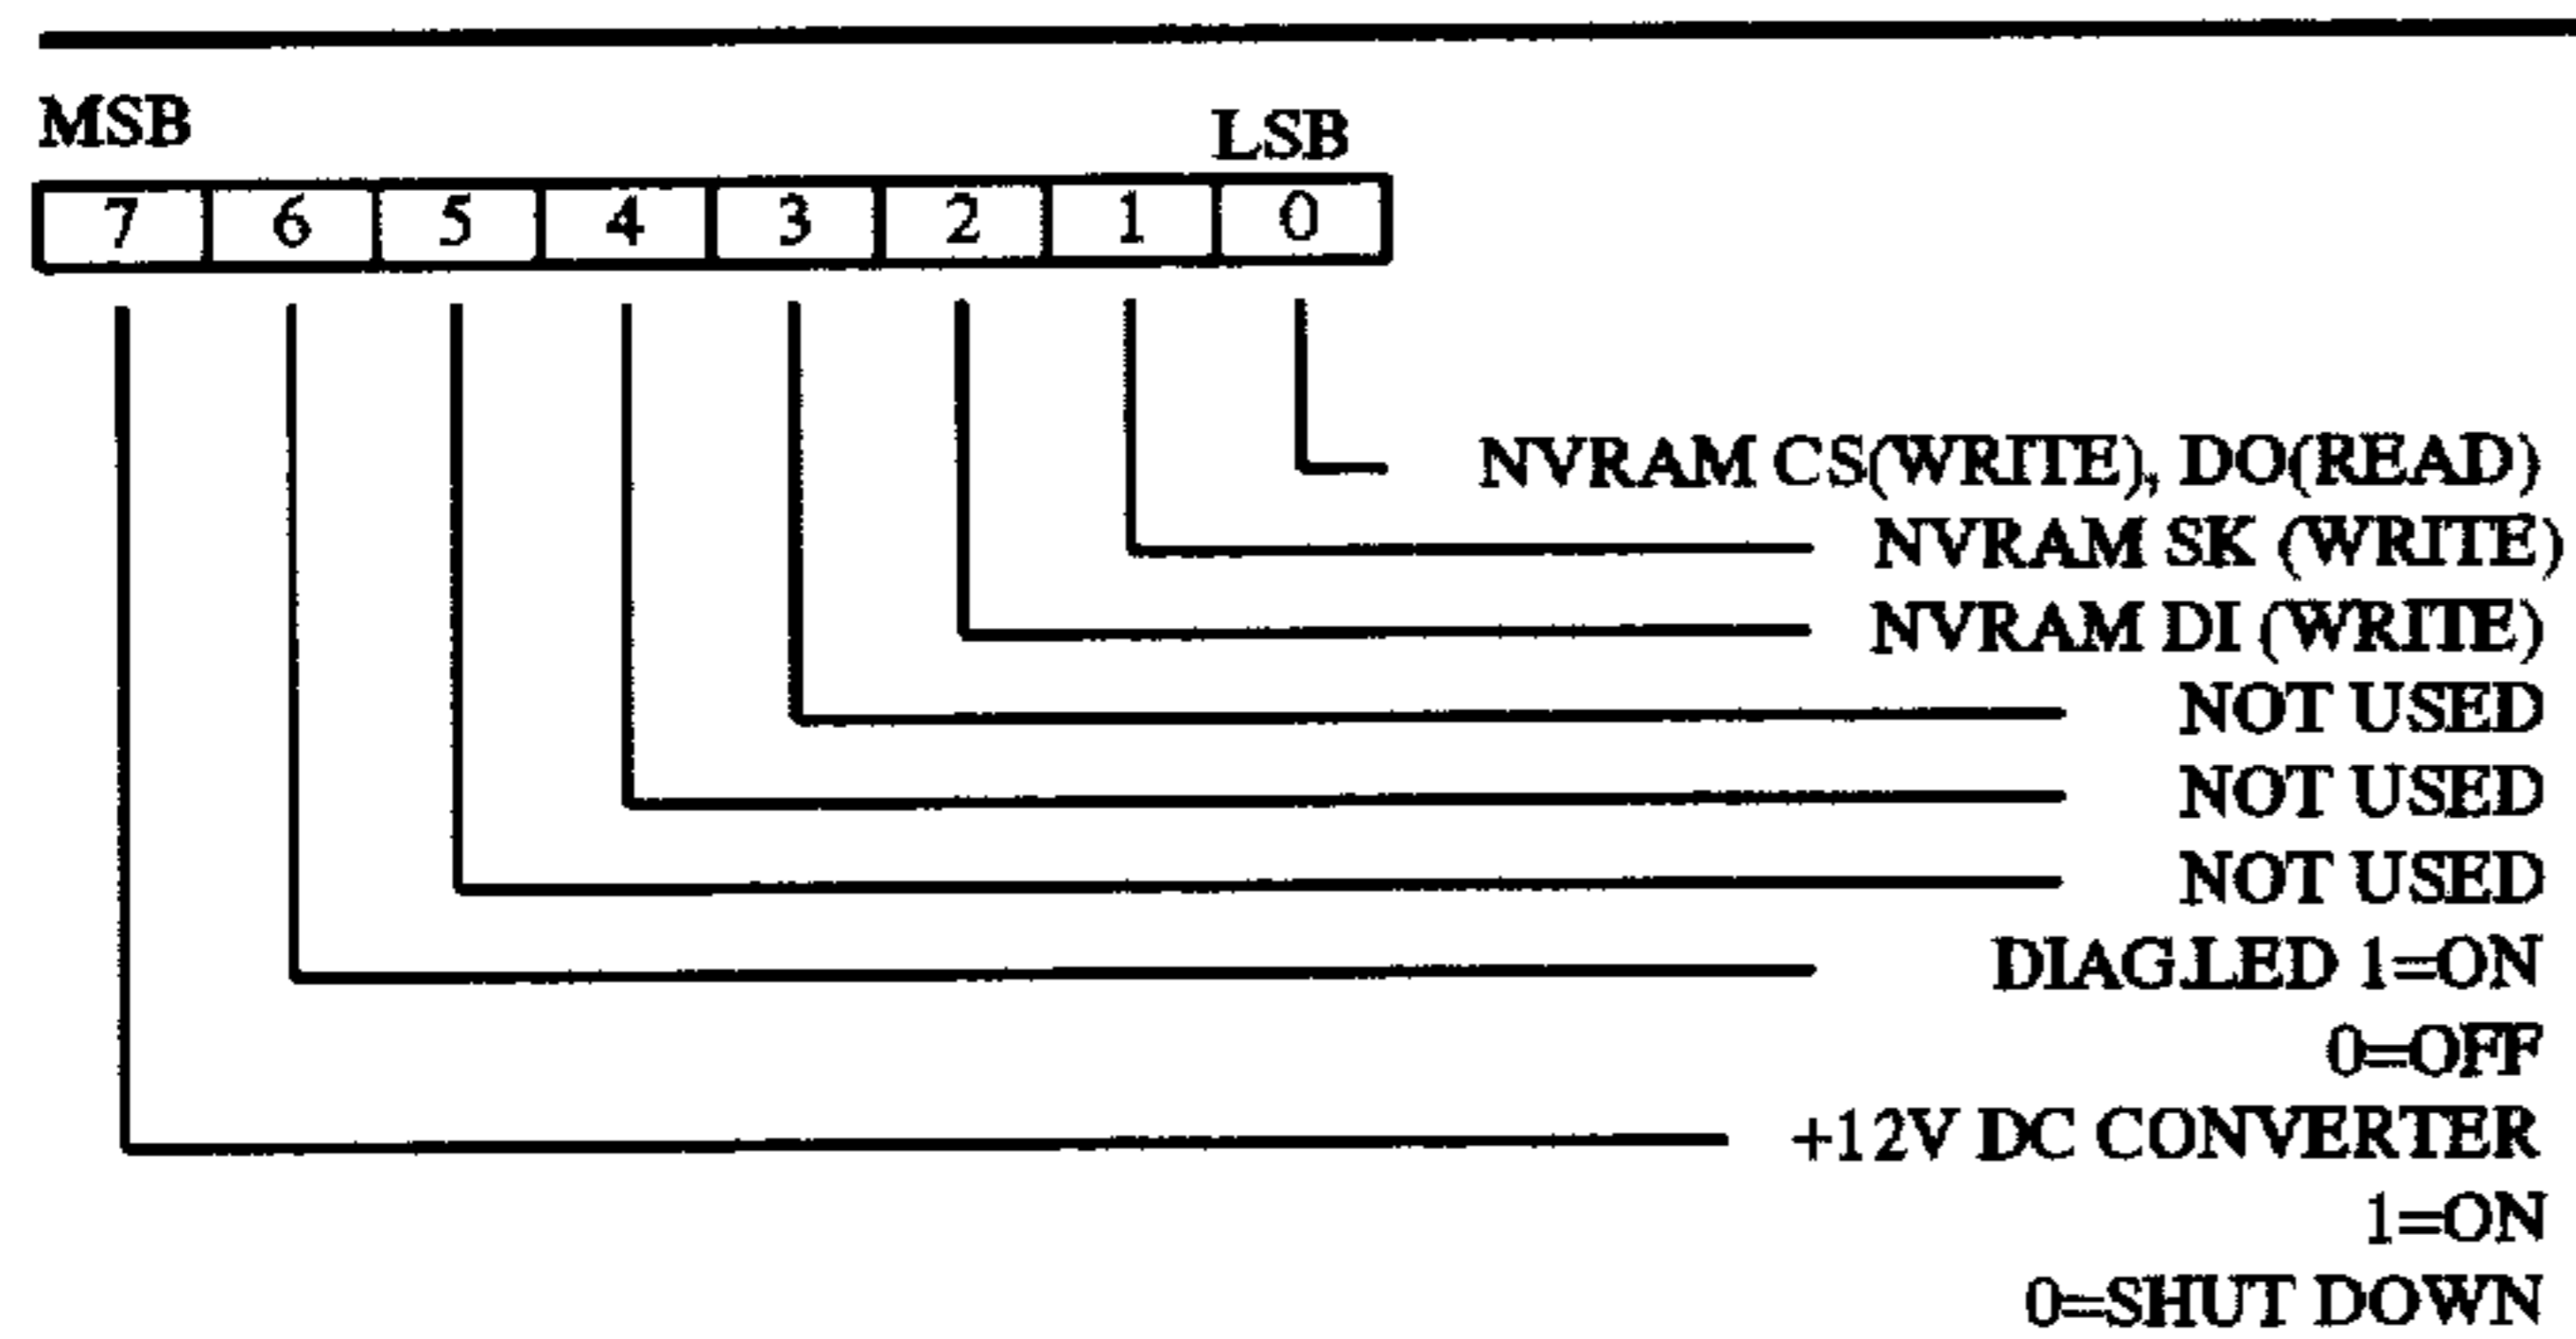 MSB LSB
7 6 5 4 3 2 1 0
NVRAM CS(WRITE), DO(READ)
NVRAM SK (WRITE)
NVRAM DI (WRITE)
NOT USED
NOT USED
NOT USED
DIAG.LED 1=ON
0=OFF
+12V DC CONVERTER
1=ON
0=SHUT DOWN